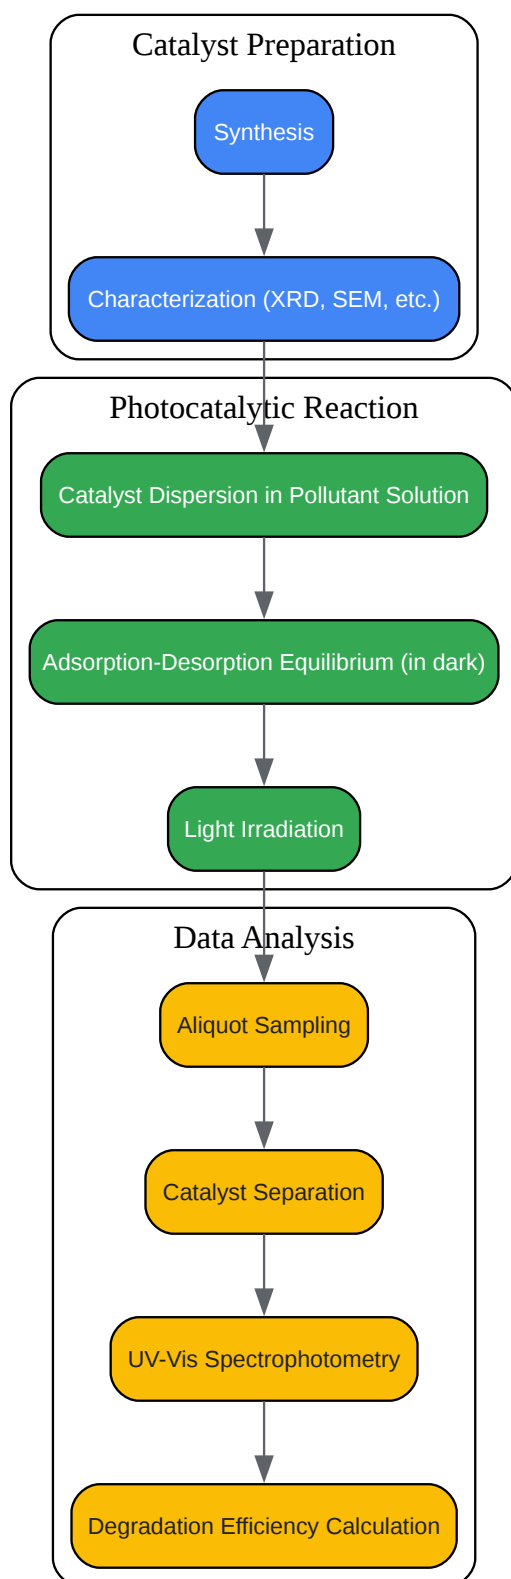 Catalyst Preparation
Synthesis
Characterization (XRD, SEM, etc.)
Photocatalytic Reaction
Catalyst Dispersion in Pollutant Solution
Adsorption-Desorption Equilibrium (in dark)
Light Irradiation
Data Analysis
Aliquot Sampling
Catalyst Separation
UV-Vis Spectrophotometry
Degradation Efficiency Calculation